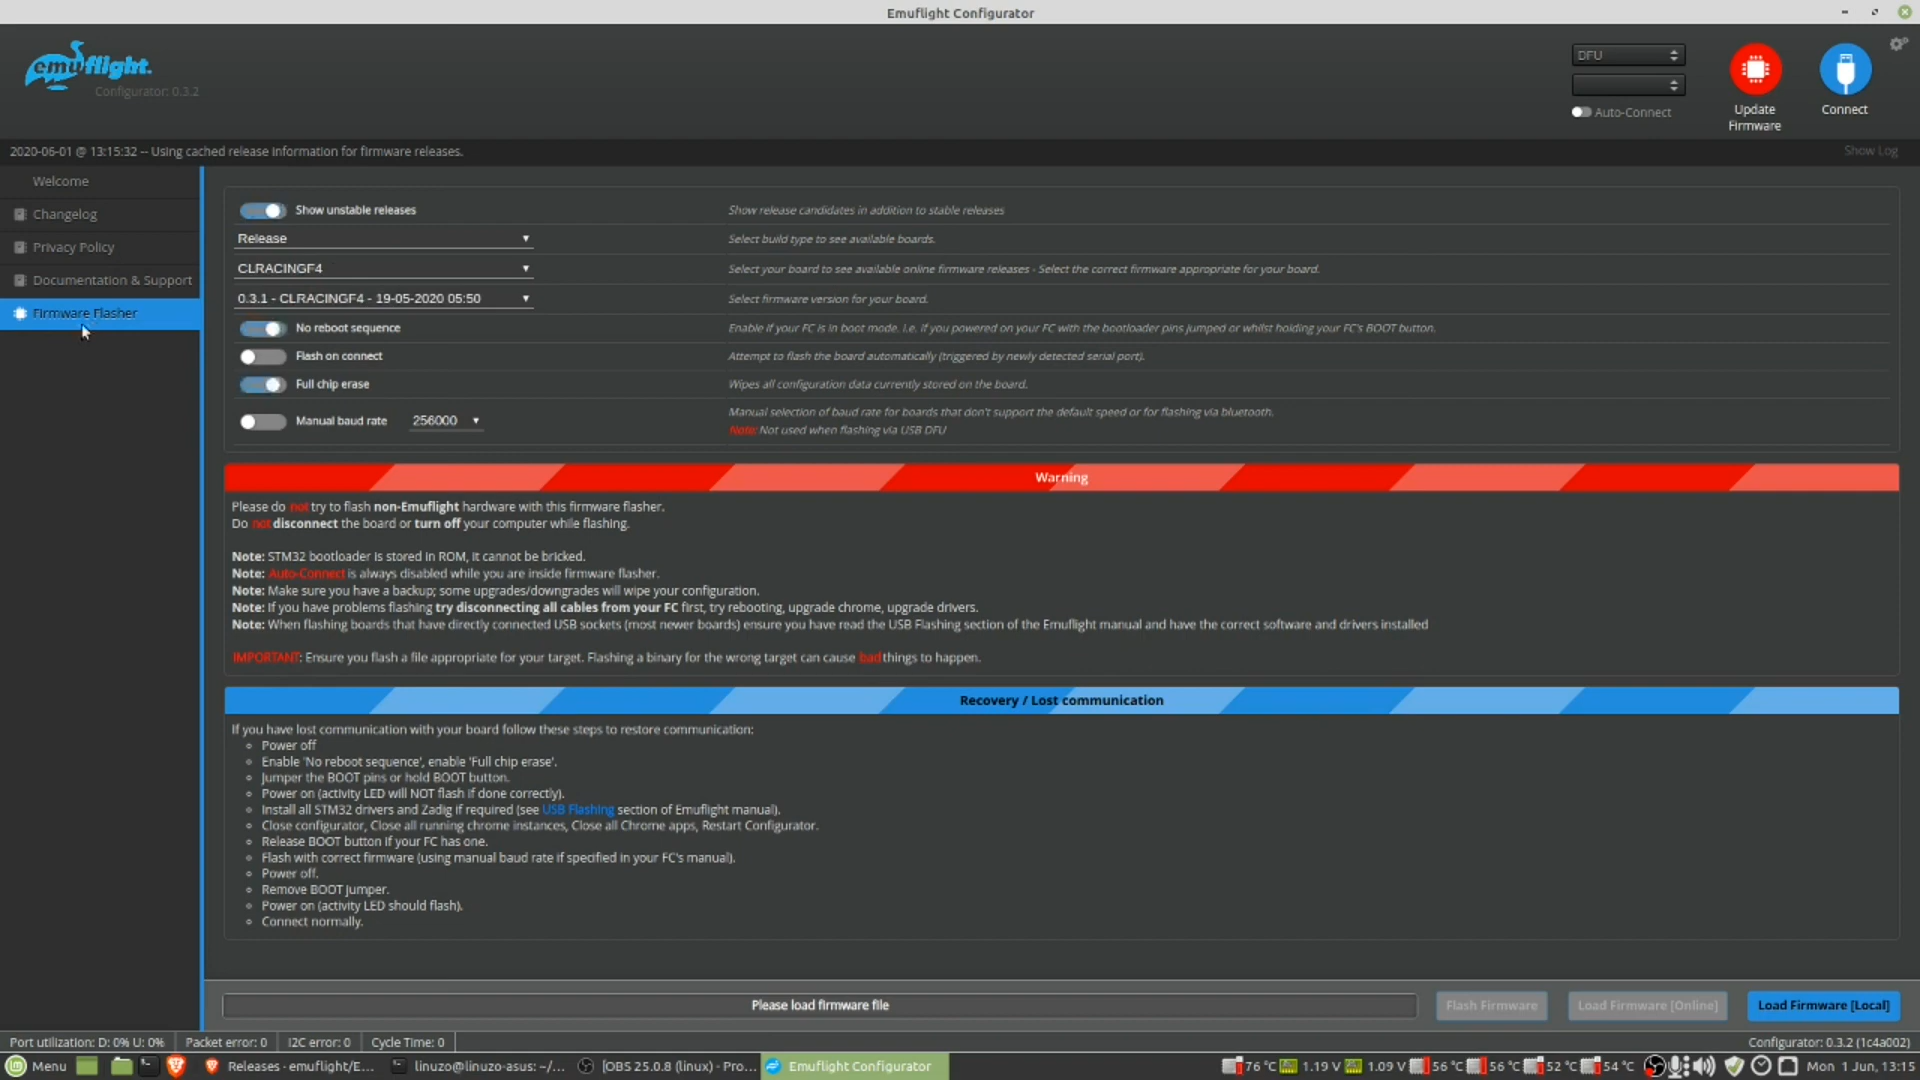 Emuflight Configurator
emuflight.
Configurator: 0.3.2
DFU
Auto-Connect
Update
Firmware
Connect
2020-06-01 @ 13:15:32 -- Using cached release information for firmware releases.
Show Log
Welcome
Changelog
Privacy Policy
Documentation & Support
Firmware Flasher
Show unstable releases
Show release candidates in addition to stable releases
Release
Select build type to see available boards.
CLRACINGF4
Select your board to see available online firmware releases - Select the correct firmware appropriate for your board.
0.3.1 - CLRACINGF4 - 19-05-2020 05:50
Select firmware version for your board.
No reboot sequence
Enable if your FC is in boot mode. i.e. if you powered on your FC with the bootloader pins jumped or whilst holding your FC's BOOT button.
Flash on connect
Attempt to flash the board automatically (triggered by newly detected serial port).
Full chip erase
Wipes all configuration data currently stored on the board.
Manual baud rate
256000
Manual selection of baud rate for boards that don't support the default speed or for flashing via bluetooth.
Note: Not used when flashing via USB DFU
Warning
Please do not try to flash non-Emuflight hardware with this firmware flasher.
Do not disconnect the board or turn off your computer while flashing.
Note: STM32 bootloader is stored in ROM, it cannot be bricked.
Note: Auto-Connect is always disabled while you are inside firmware flasher.
Note: Make sure you have a backup; some upgrades/downgrades will wipe your configuration.
Note: If you have problems flashing try disconnecting all cables from your FC first, try rebooting, upgrade chrome, upgrade drivers.
Note: When flashing boards that have directly connected USB sockets (most newer boards) ensure you have read the USB Flashing section of the Emuflight manual and have the correct software and drivers installed
IMPORTANT: Ensure you flash a file appropriate for your target. Flashing a binary for the wrong target can cause bad things to happen.
Recovery / Lost communication
If you have lost communication with your board follow these steps to restore communication:
Power off
Enable 'No reboot sequence', enable 'Full chip erase'.
Jumper the BOOT pins or hold BOOT button.
Power on (activity LED will NOT flash if done correctly).
Install all STM32 drivers and Zadig if required (see USB Flashing section of Emuflight manual).
Close configurator, Close all running chrome instances, Close all Chrome apps, Restart Configurator.
Release BOOT button if your FC has one.
Flash with correct firmware (using manual baud rate if specified in your FC's manual).
Power off.
Remove BOOT jumper.
Power on (activity LED should flash).
Connect normally.
Please load firmware file
Flash Firmware
Load Firmware [Online]
Load Firmware [Local]
Port utilization: D: 0% U: 0%
Packet error: 0
I2C error: 0
Cycle Time: 0
Configurator: 0.3.2 (1c4a002)
Menu
Releases - emuflight/E...
linuzo@linuzo-asus: ~/...
[OBS 25.0.8 (linux) - Pro...
Emuflight Configurator
76 °C
1.19 V
1.09 V
56 °C
56 °C
52 °C
54 °C
Mon 1 Jun, 13:15